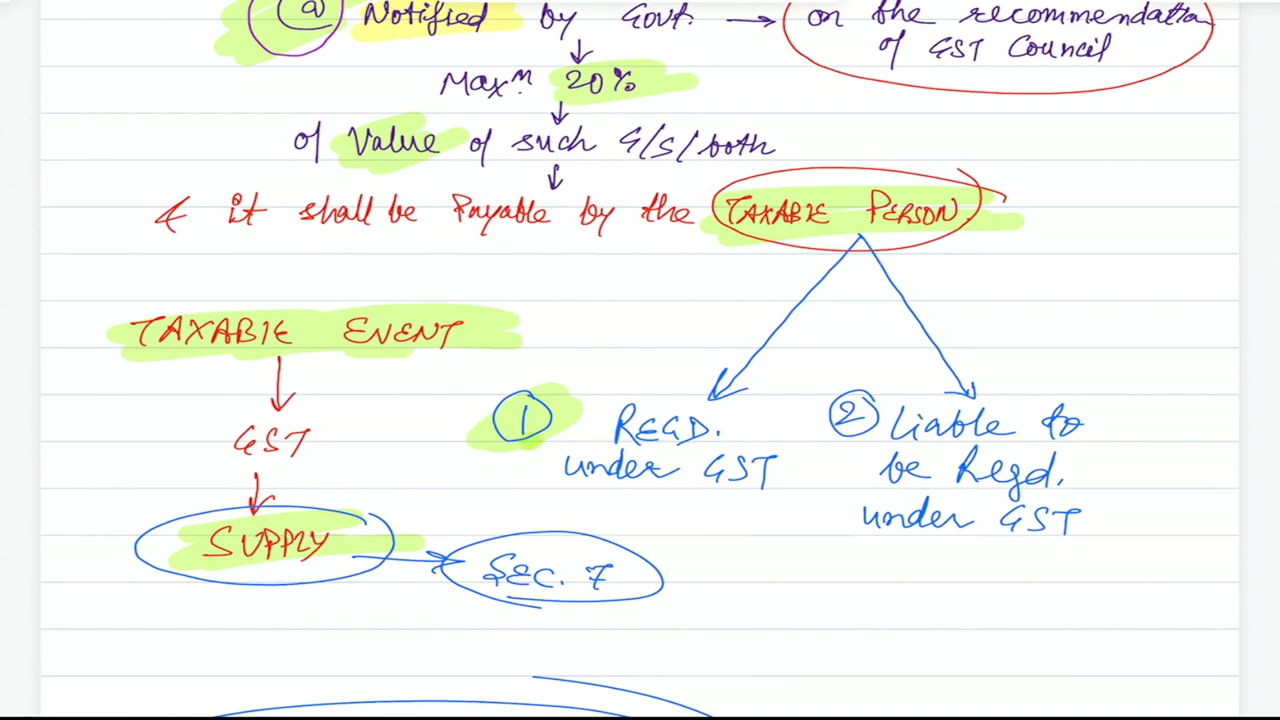 @ Notified by Govt. → on the recommendation
of GST Council
Maxm. 20%
of Value of such G/S/both
& it shall be Payable by the TAXABLE PERSON.
TAXABLE EVENT
GST
SUPPLY
SEC. 7
① REGD.
under GST
② Liable to
be Regd.
under GST